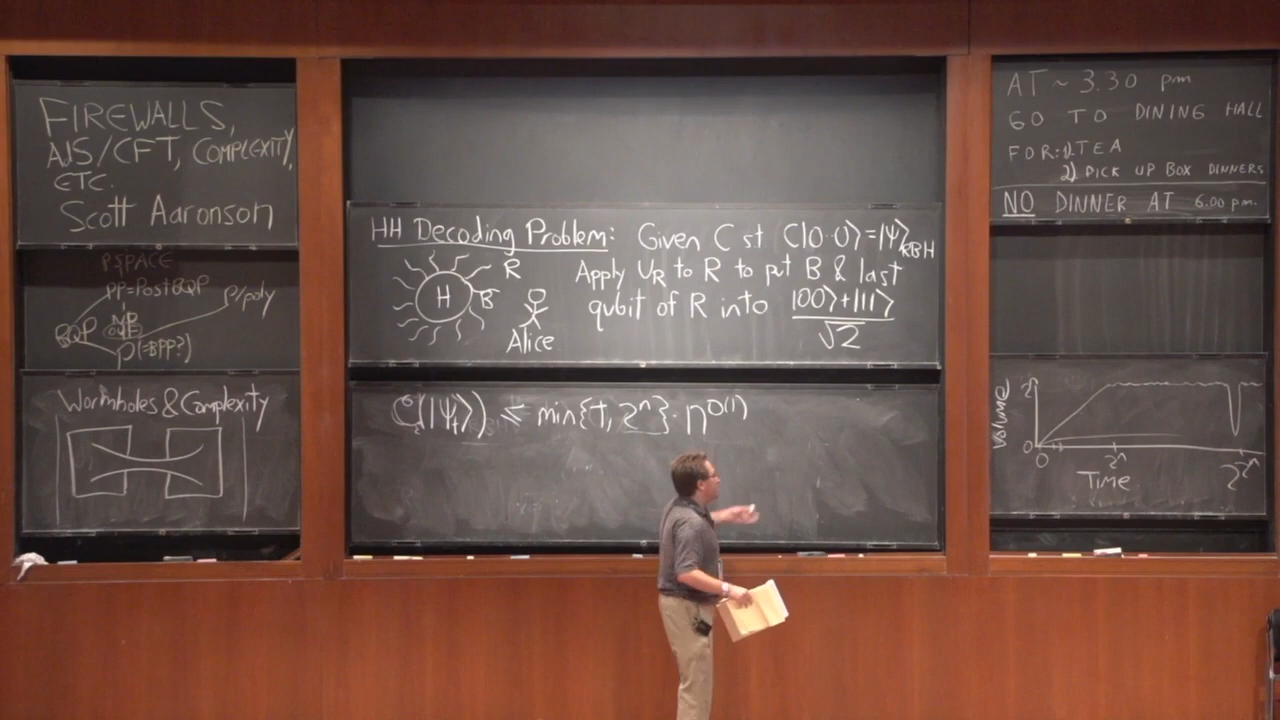 FIREWALLS,
AdS/CFT, COMPLEXITY,
ETC.
Scott Aaronson
PSPACE
PP=PostBQP
P/poly
BQP
NP
P(=BPP?)
Wormholes & Complexity
HH Decoding Problem: Given C st C|0..0⟩=|Ψ⟩RBH
R Apply UR to R to put B & last
H B qubit of R into |00⟩+|11⟩
√2
Alice
C(|Ψt⟩) ≤ min{t, 2^n}·n^O(1)
AT ~ 3.30 pm
GO TO DINING HALL
FOR: 1) TEA
2) PICK UP BOX DINNERS
NO DINNER AT 6.00 p.m.
Volume
2^n
0
0 2^n 2^2^n
Time